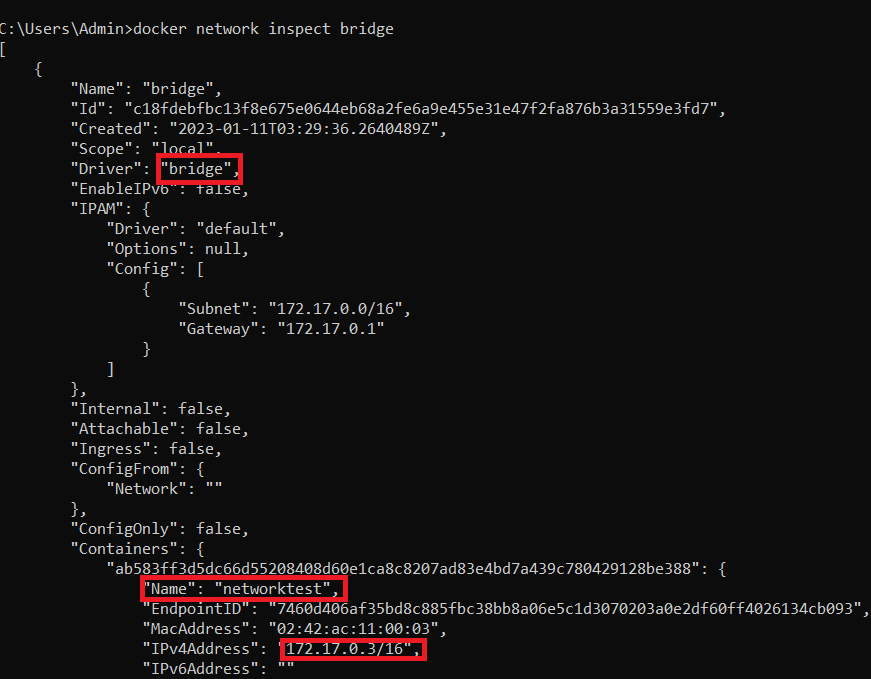 C:\Users\Admin>docker network inspect bridge
[
    {
        "Name": "bridge",
        "Id": "c18fdebfbc13f8e675e0644eb68a2fe6a9e455e31e47f2fa876b3a31559e3fd7",
        "Created": "2023-01-11T03:29:36.2640489Z",
        "Scope": "local",
        "Driver": "bridge",
        "EnableIPv6": false,
        "IPAM": {
            "Driver": "default",
            "Options": null,
            "Config": [
                {
                    "Subnet": "172.17.0.0/16",
                    "Gateway": "172.17.0.1"
                }
            ]
        },
        "Internal": false,
        "Attachable": false,
        "Ingress": false,
        "ConfigFrom": {
            "Network": ""
        },
        "ConfigOnly": false,
        "Containers": {
            "ab583ff3d5dc66d55208408d60e1ca8c8207ad83e4bd7a439c780429128be388": {
                "Name": "networktest",
                "EndpointID": "7460d406af35bd8c885fbc38bb8a06e5c1d3070203a0e2df60ff4026134cb093",
                "MacAddress": "02:42:ac:11:00:03",
                "IPv4Address": "172.17.0.3/16",
                "IPv6Address": ""